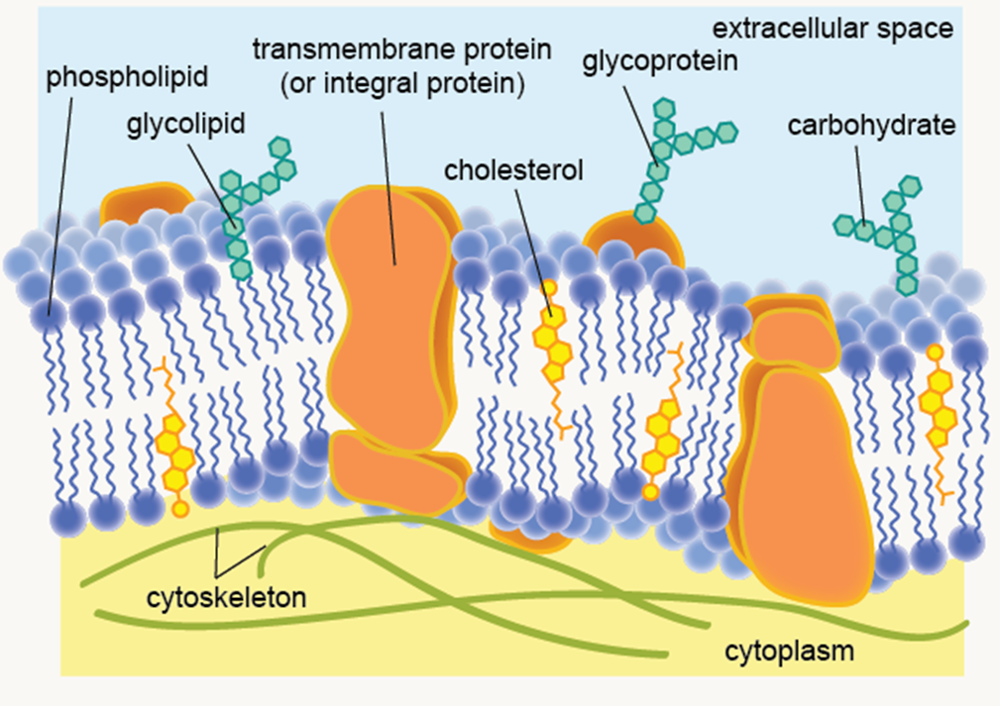 extracellular space
transmembrane protein
(or integral protein)
glycoprotein
phospholipid
glycolipid
carbohydrate
cholesterol
cytoskeleton
cytoplasm